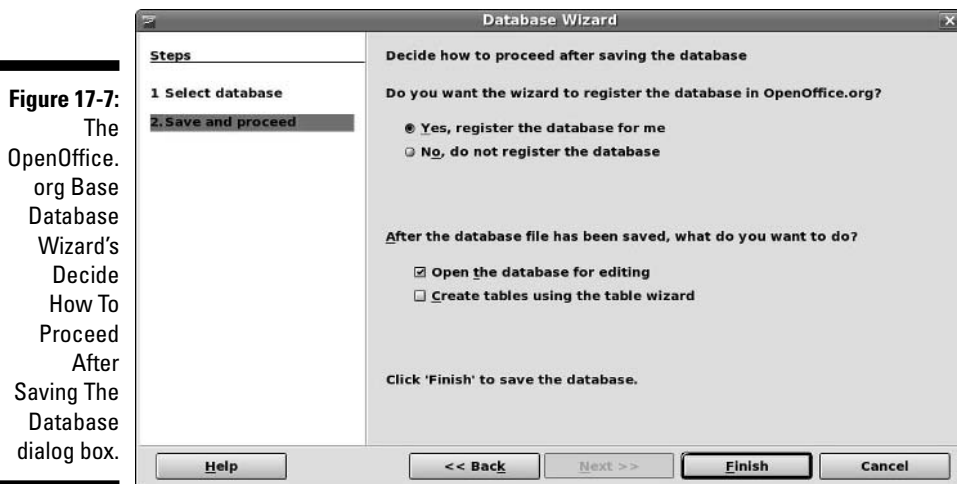 Figure 17-7:
The
OpenOffice.
org Base
Database
Wizard's
Decide
How To
Proceed
After
Saving The
Database
dialog box.
Database Wizard
Steps
1 Select database
2.Save and proceed
Decide how to proceed after saving the database
Do you want the wizard to register the database in OpenOffice.org?
Yes, register the database for me
No, do not register the database
After the database file has been saved, what do you want to do?
Open the database for editing
Create tables using the table wizard
Click 'Finish' to save the database.
Help
<< Back
Next >>
Finish
Cancel